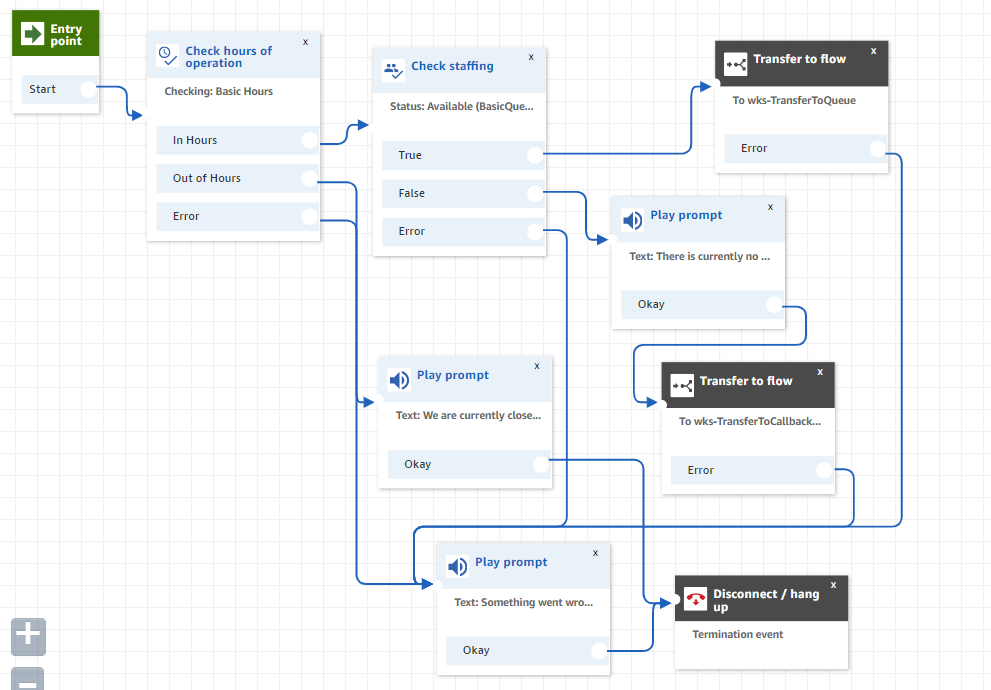 Entry
point
Start
Check hours of
operation
x
Checking: Basic Hours
In Hours
Out of Hours
Error
Check staffing
x
Status: Available (BasicQue...
True
False
Error
Transfer to flow
x
To wks-TransferToQueue
Error
Play prompt
x
Text: There is currently no ...
Okay
Play prompt
x
Text: We are currently close...
Okay
Transfer to flow
x
To wks-TransferToCallback...
Error
Play prompt
x
Text: Something went wro...
Okay
Disconnect / hang
up
x
Termination event